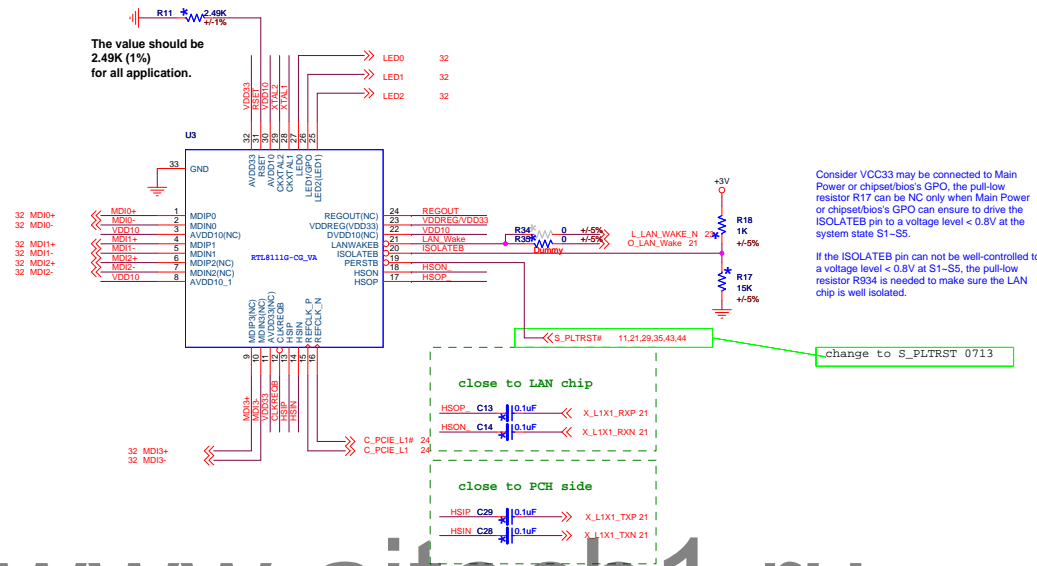 R11 * 2.49K
+/-1%
The value should be
2.49K (1%)
for all application.
LED0 32
LED1 32
LED2 32
VDD33
RSET
VDD10
XTAL2
XTAL1
32
31
30
29
28
27
26
25
U3
33 GND
AVDD33
RSET
AVDD10
CKXTAL2
CKXTAL1
LED0
LED1/GPO
LED2(LED1)
32 MDI0+ MDI0+ 1 MDIP0
32 MDI0- MDI0- 2 MDIN0
VDD10 3 AVDD10(NC)
32 MDI1+ MDI1+ 4 MDIP1
32 MDI1- MDI1- 5 MDIN1
32 MDI2+ MDI2+ 6 MDIP2(NC)
32 MDI2- MDI2- 7 MDIN2(NC)
VDD10 8 AVDD10_1
RTL8111G-CG_VA
REGOUT(NC) 24 REGOUT
VDDREG(VDD33) 23 VDDREG/VDD33
DVDD10(NC) 22 VDD10
LANWAKEB 21 LAN_Wake
ISOLATEB 20 ISOLATEB
PERSTB 19
HSON 18 HSON_
HSOP 17 HSOP_
R34 * 0 +/-5%
R35 * 0 +/-5%
Dummy
L_LAN_WAKE_N 23
O_LAN_Wake 21
+3V
R18
1K
+/-5%
R17
15K
+/-5%
Consider VCC33 may be connected to Main
Power or chipset/bios's GPO, the pull-low
resistor R17 can be NC only when Main Power
or chipset/bios's GPO can ensure to drive the
ISOLATEB pin to a voltage level < 0.8V at the
system state S1~S5.
If the ISOLATEB pin can not be well-controlled to
a voltage level < 0.8V at S1~S5, the pull-low
resistor R934 is needed to make sure the LAN
chip is well isolated.
MDIP3(NC)
MDIN3(NC)
AVDD33(NC)
CLKREQB
HSIP
HSIN
REFCLK_P
REFCLK_N
9
10
11
12
13
14
15
16
MDI3+
MDI3-
VDD33
CLKREQB
HSIP
HSIN
S_PLTRST# 11,21,29,35,43,44
change to S_PLTRST 0713
close to LAN chip
HSOP_ C13 0.1uF X_L1X1_RXP 21
HSON_ C14 0.1uF X_L1X1_RXN 21
C_PCIE_L1# 24
C_PCIE_L1 24
32 MDI3+
32 MDI3-
close to PCH side
HSIP C29 0.1uF X_L1X1_TXP 21
HSIN C28 0.1uF X_L1X1_TXN 21